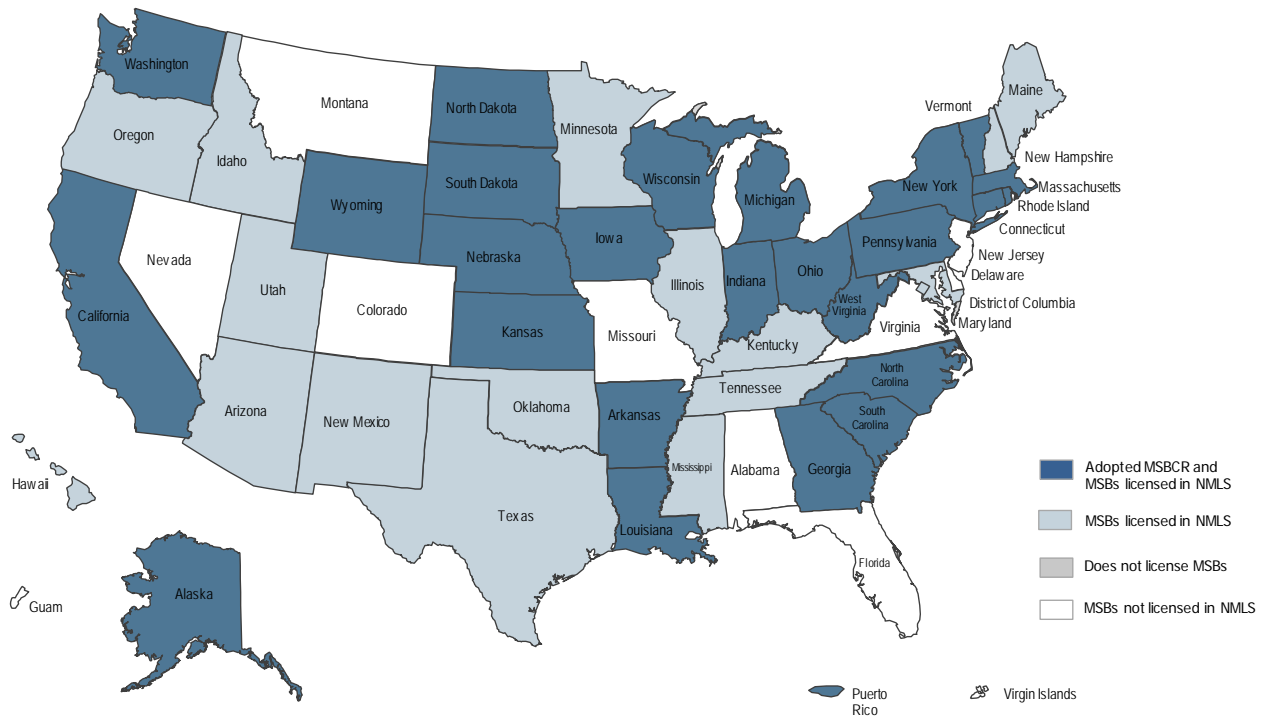 Washington
Montana
North Dakota
Minnesota
Maine
Vermont
Oregon
Idaho
New Hampshire
South Dakota
Wisconsin
Michigan
New York
Massachusetts
Rhode Island
Wyoming
Connecticut
Iowa
Pennsylvania
Nevada
Nebraska
New Jersey
Ohio
Delaware
Utah
Illinois
Indiana
West
Virginia
District of Columbia
California
Colorado
Kansas
Missouri
Kentucky
Virginia
Maryland
North
Carolina
Tennessee
Arizona
New Mexico
Oklahoma
Arkansas
South
Carolina
Mississippi
Alabama
Georgia
Hawaii
Texas
Louisiana
Florida
Alaska
Guam
Adopted MSBCR and
MSBs licensed in NMLS
MSBs licensed in NMLS
Does not license MSBs
MSBs not licensed in NMLS
Puerto
Rico
Virgin Islands